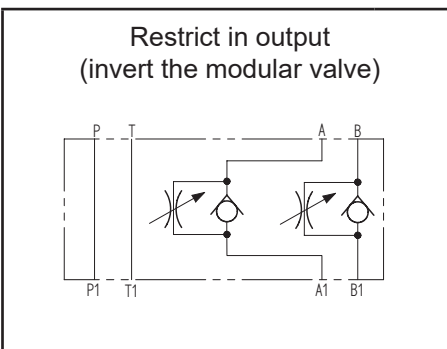 Restrict in output
(invert the modular valve)
P T A B
P1 T1 A1 B1